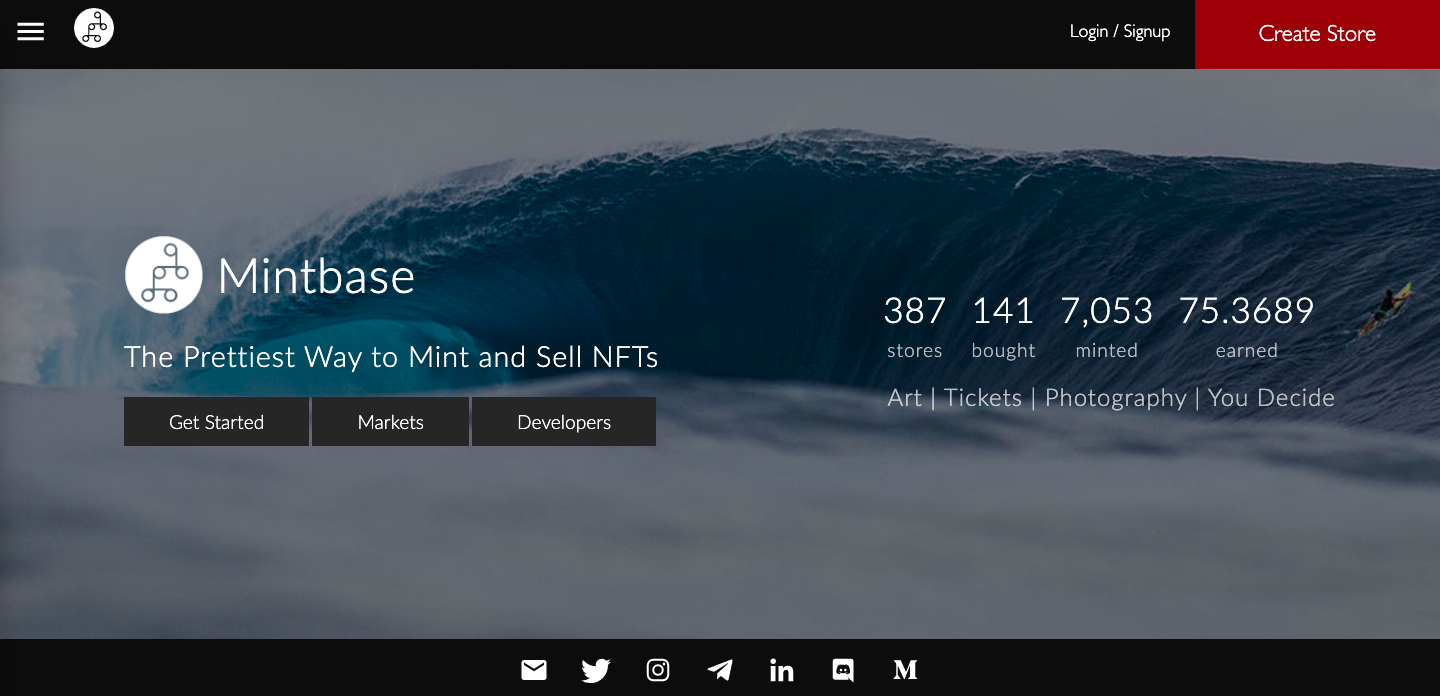 Login / Signup
Create Store
Mintbase
The Prettiest Way to Mint and Sell NFTs
Get Started
Markets
Developers
387 141 7,053 75.3689
stores bought minted earned
Art | Tickets | Photography | You Decide